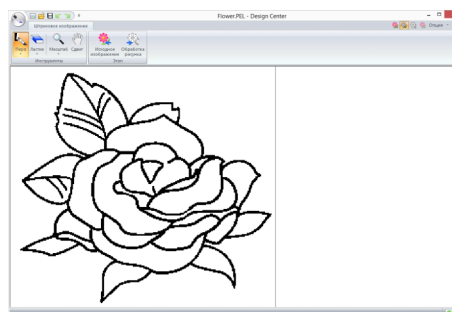 Flower.PEL - Design Center
Штриховое изображение
Опции
Перо Ластик Масштаб Сдвиг Исходное изображение Обработка рисунка
Инструменты Этап